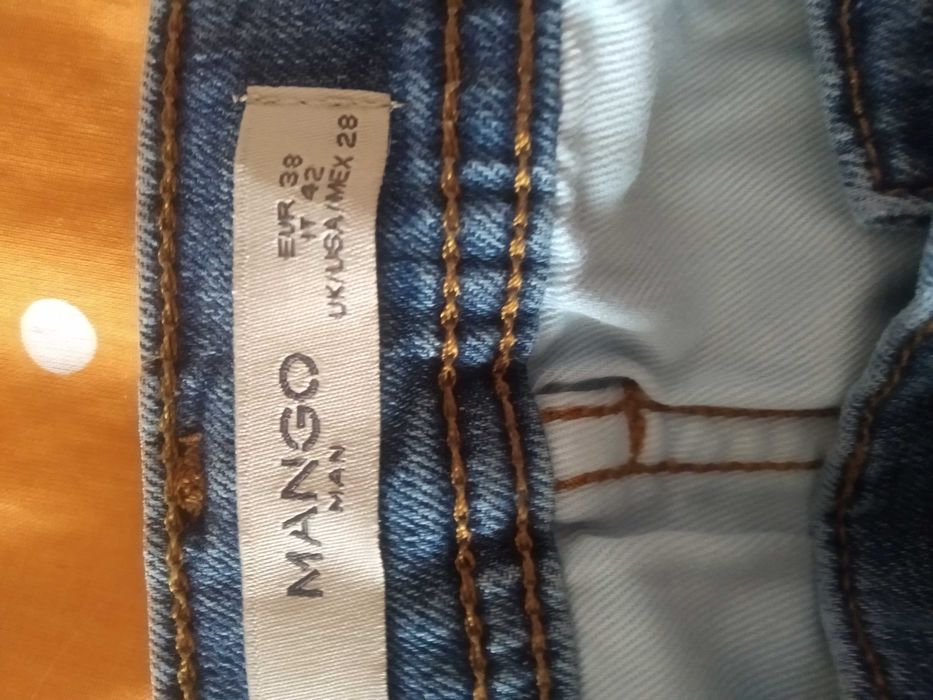 MANGO
MAN
EUR 38
IT 42
UK/USA/MEX 28